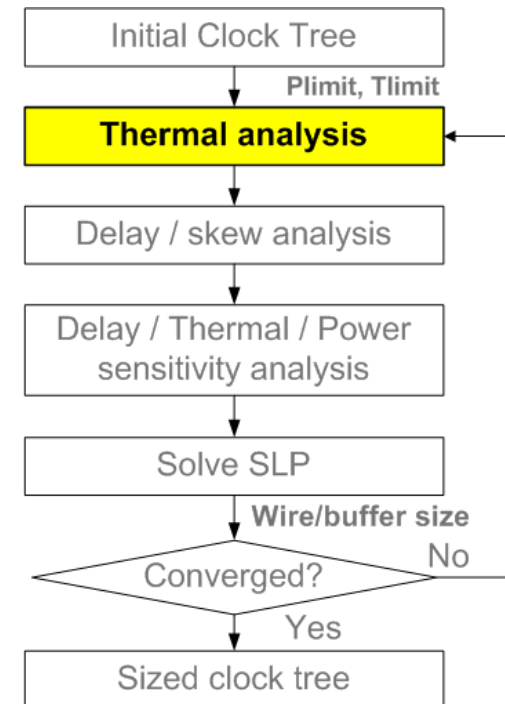 Initial Clock Tree
Plimit, Tlimit
Thermal analysis
Delay / skew analysis
Delay / Thermal / Power
sensitivity analysis
Solve SLP
Wire/buffer size
No
Converged?
Yes
Sized clock tree